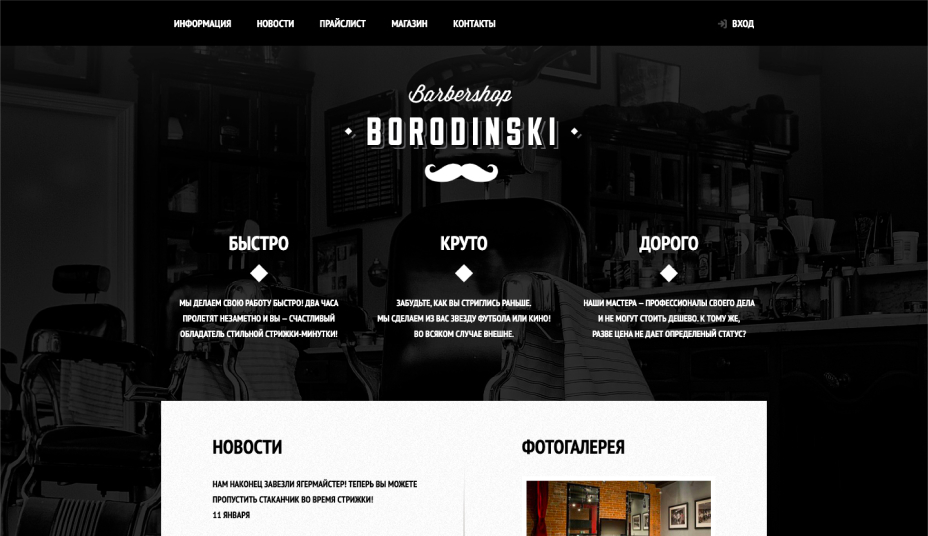 ИНФОРМАЦИЯ НОВОСТИ ПРАЙСЛИСТ МАГАЗИН КОНТАКТЫ ВХОД
Barbershop
BORODINSKI
БЫСТРО
МЫ ДЕЛАЕМ СВОЮ РАБОТУ БЫСТРО! ДВА ЧАСА
ПРОЛЕТЯТ НЕЗАМЕТНО И ВЫ — СЧАСТЛИВЫЙ
ОБЛАДАТЕЛЬ СТИЛЬНОЙ СТРИЖКИ-МИНУТКИ!
КРУТО
ЗАБУДЬТЕ, КАК ВЫ СТРИГЛИСЬ РАНЬШЕ.
МЫ СДЕЛАЕМ ИЗ ВАС ЗВЕЗДУ ФУТБОЛА ИЛИ КИНО!
ВО ВСЯКОМ СЛУЧАЕ ВНЕШНЕ.
ДОРОГО
НАШИ МАСТЕРА — ПРОФЕССИОНАЛЫ СВОЕГО ДЕЛА
И НЕ МОГУТ СТОИТЬ ДЕШЕВО. К ТОМУ ЖЕ,
РАЗВЕ ЦЕНА НЕ ДАЕТ ОПРЕДЕЛЕНЫЙ СТАТУС?
НОВОСТИ
НАМ НАКОНЕЦ ЗАВЕЗЛИ ЯГЕРМАЙСТЕР! ТЕПЕРЬ ВЫ МОЖЕТЕ
ПРОПУСТИТЬ СТАКАНЧИК ВО ВРЕМЯ СТРИЖКИ!
11 ЯНВАРЯ
ФОТОГАЛЕРЕЯ